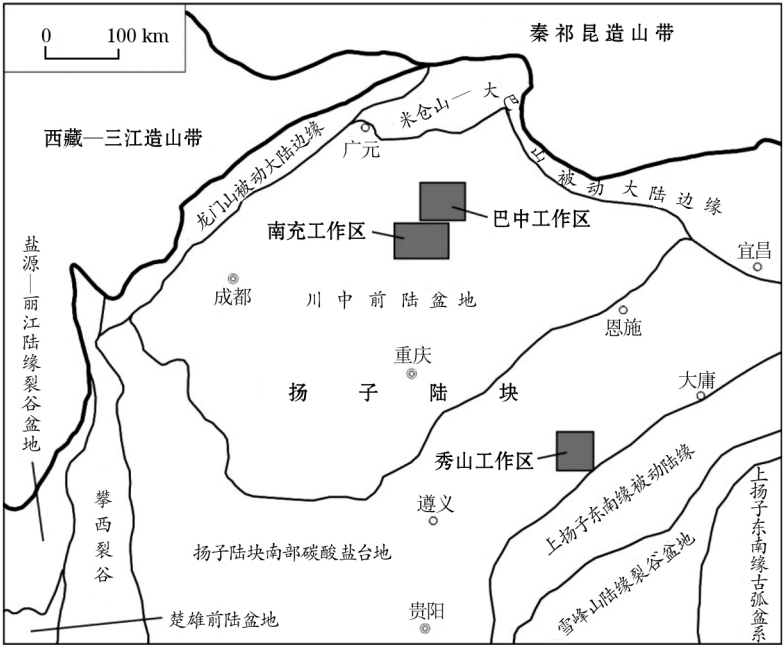 0 100 km
秦祁昆造山带
西藏—三江造山带
米仓山—大巴山被动大陆边缘
广元
龙门山被动大陆边缘
巴中工作区
南充工作区
宜昌
盐源—丽江陆缘裂谷盆地
成都
川中前陆盆地
恩施
重庆
大庸
扬子陆块
秀山工作区
攀西裂谷
遵义
上扬子东南缘被动陆缘
上扬子东南缘古弧盆系
扬子陆块南部碳酸盐台地
雪峰山陆缘裂谷盆地
楚雄前陆盆地
贵阳